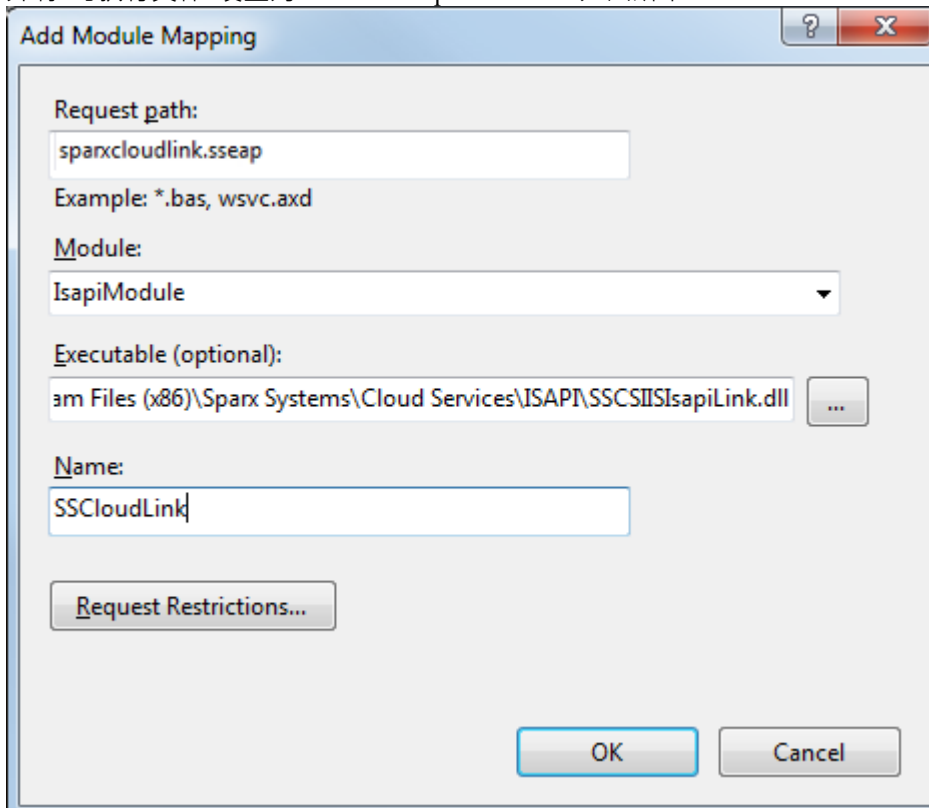 Add Module Mapping
Request path:
sparxcloudlink.sseap
Example: *.bas, wsvc.axd
Module:
IsapiModule
Executable (optional):
am Files (x86)\Sparx Systems\Cloud Services\ISAPI\SSCSIISIsapiLink.dll ...
Name:
SSCloudLink
Request Restrictions...
OK Cancel